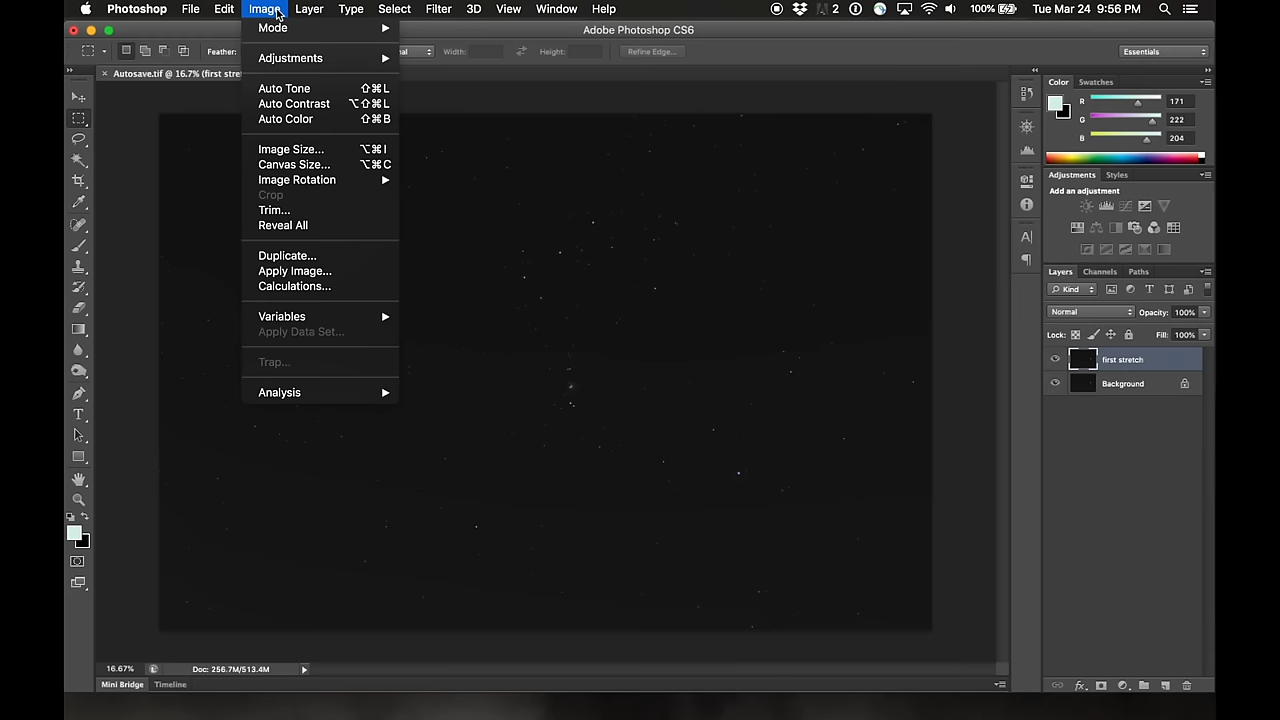 Photoshop File Edit Image Layer Type Select Filter 3D View Window Help 2 100% Tue Mar 24 9:56 PM
Adobe Photoshop CS6
Feather: Width: Height: Refine Edge... Essentials
Autosave.tif @ 16.7% (first
Mode
Adjustments
Auto Tone ⇧⌘L
Auto Contrast ⌥⇧⌘L
Auto Color ⇧⌘B
Image Size... ⌥⌘I
Canvas Size... ⌥⌘C
Image Rotation
Crop
Trim...
Reveal All
Duplicate...
Apply Image...
Calculations...
Variables
Apply Data Set...
Trap...
Analysis
Color Swatches
R 171
G 222
B 204
Adjustments Styles
Add an adjustment
Layers Channels Paths
Kind
Normal Opacity: 100%
Lock: Fill: 100%
first stretch
Background
16.67% Doc: 256.7M/513.4M
Mini Bridge Timeline